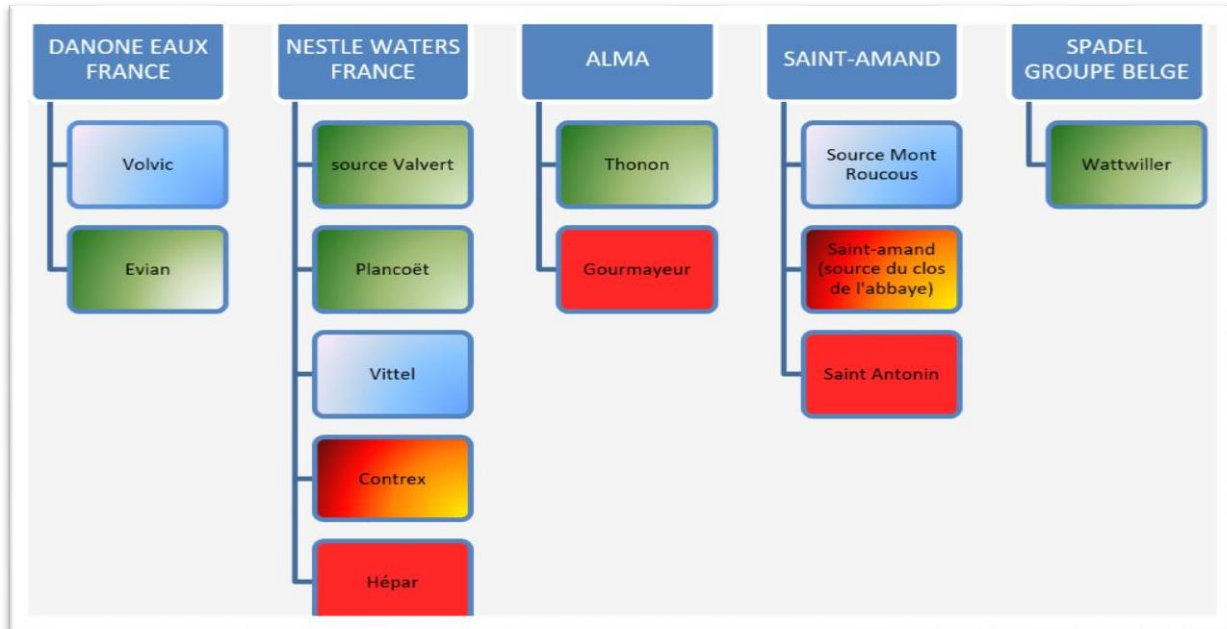 DANONE EAUX
FRANCE
Volvic
Evian
NESTLE WATERS
FRANCE
source Valvert
Plancoët
Vittel
Contrex
Hépar
ALMA
Thonon
Gourmayeur
SAINT-AMAND
Source Mont
Roucous
Saint-amand
(source du clos
de l'abbaye)
Saint Antonin
SPADEL
GROUPE BELGE
Wattwiller